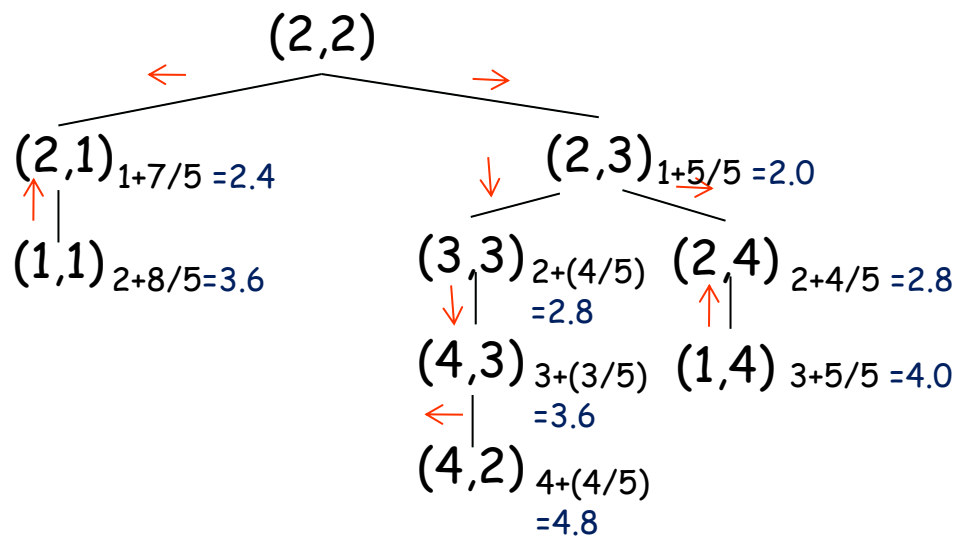 (2,2)
(2,1) 1+7/5 =2.4
(2,3) 1+5/5 =2.0
(1,1) 2+8/5=3.6
(3,3) 2+(4/5)
=2.8
(2,4) 2+4/5 =2.8
(4,3) 3+(3/5)
=3.6
(1,4) 3+5/5 =4.0
(4,2) 4+(4/5)
=4.8